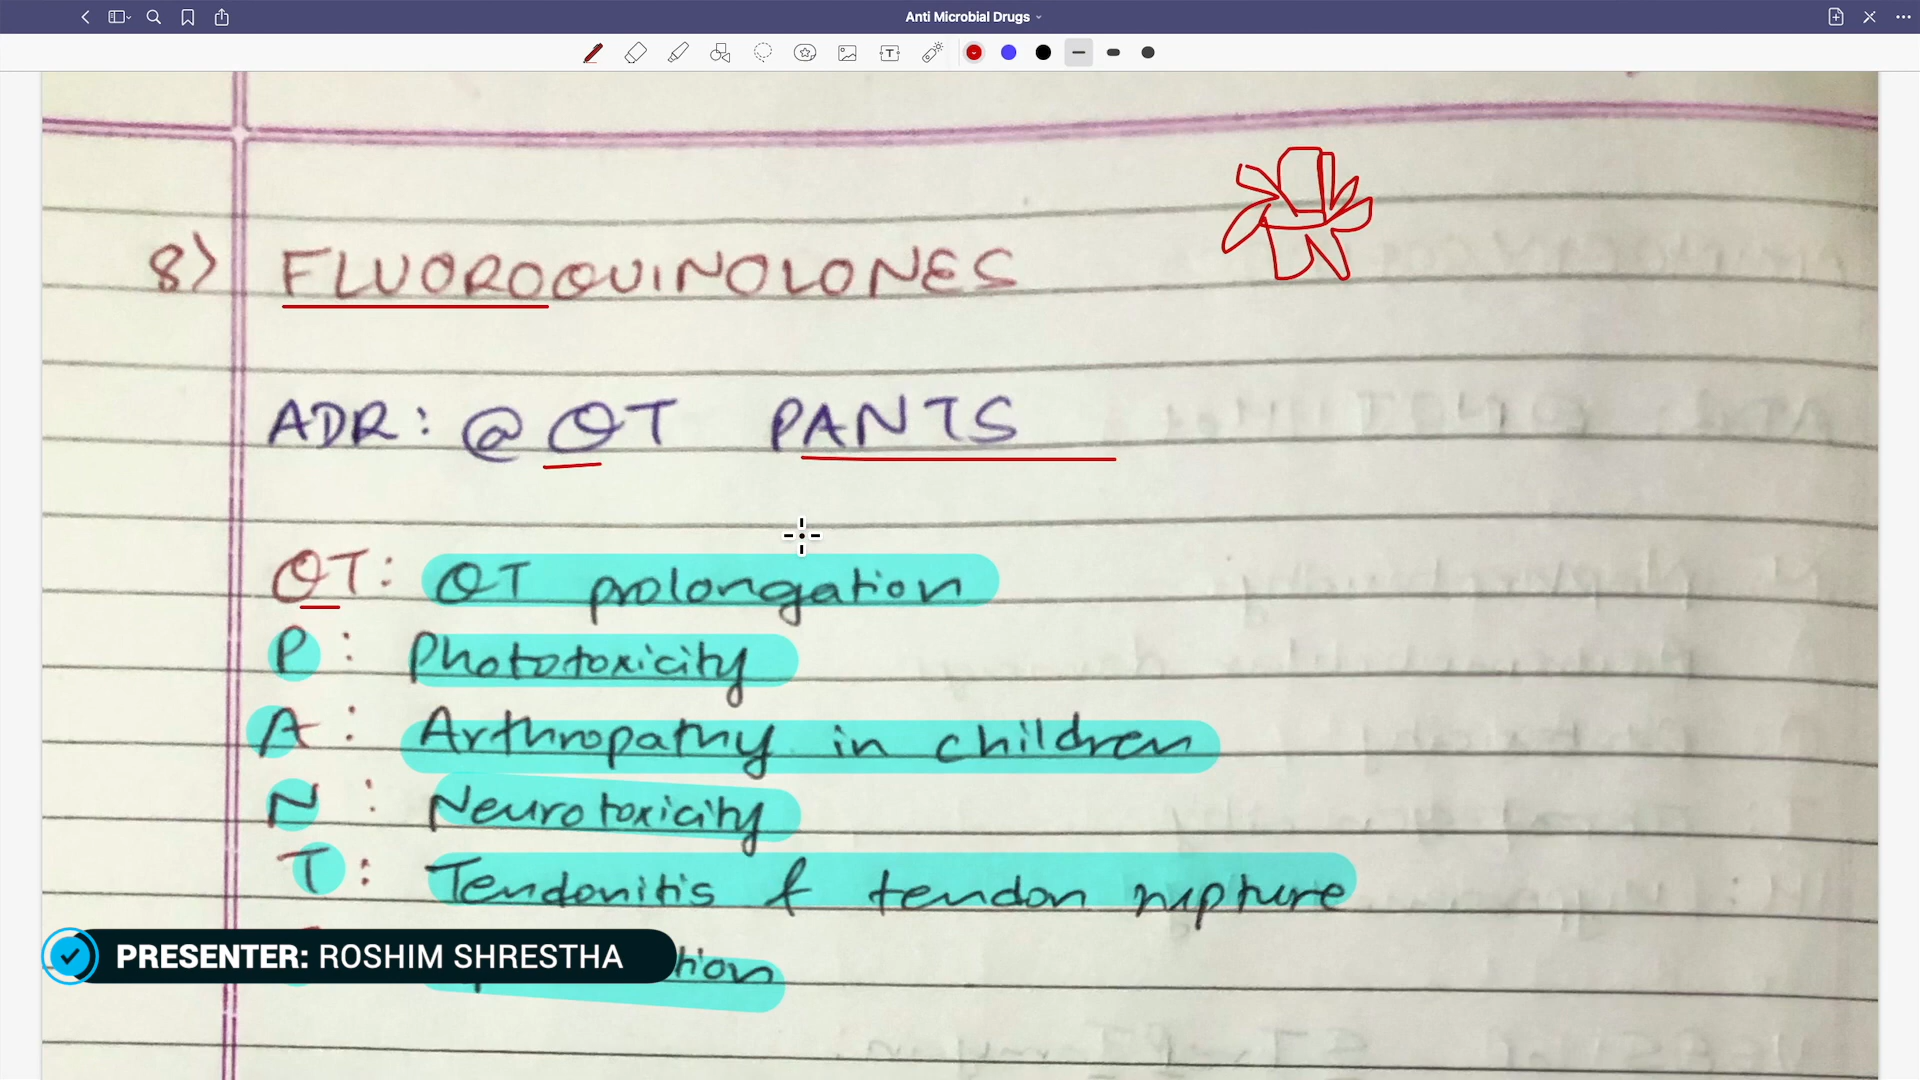 Anti Microbial Drugs
8) FLUOROQUINOLONES
ADR: @ QT PANTS
QT: QT prolongation
P: Phototoxicity
A: Arthropathy in children
N: Neurotoxicity
T: Tendonitis & tendon rupture
PRESENTER: ROSHIM SHRESTHA